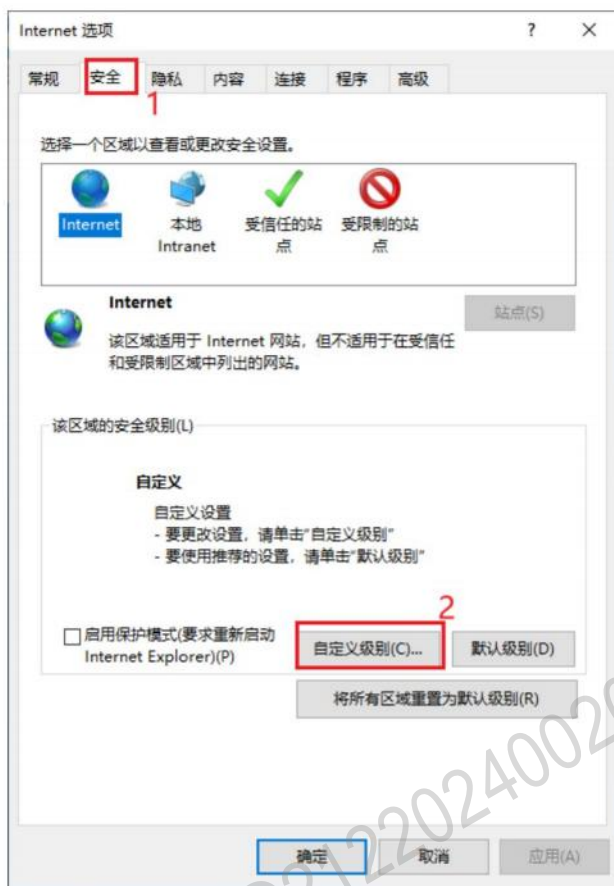 Internet 选项
? ×
常规 安全 隐私 内容 连接 程序 高级
1
选择一个区域以查看或更改安全设置。
Internet
本地
Intranet
受信任的站
点
受限制的站
点
Internet
站点(S)
该区域适用于 Internet 网站，但不适用于在受信任
和受限制区域中列出的网站。
该区域的安全级别(L)
自定义
自定义设置
- 要更改设置，请单击"自定义级别"
- 要使用推荐的设置，请单击"默认级别"
2
启用保护模式(要求重新启动
Internet Explorer)(P)
自定义级别(C)...
默认级别(D)
将所有区域重置为默认级别(R)
确定 取消 应用(A)